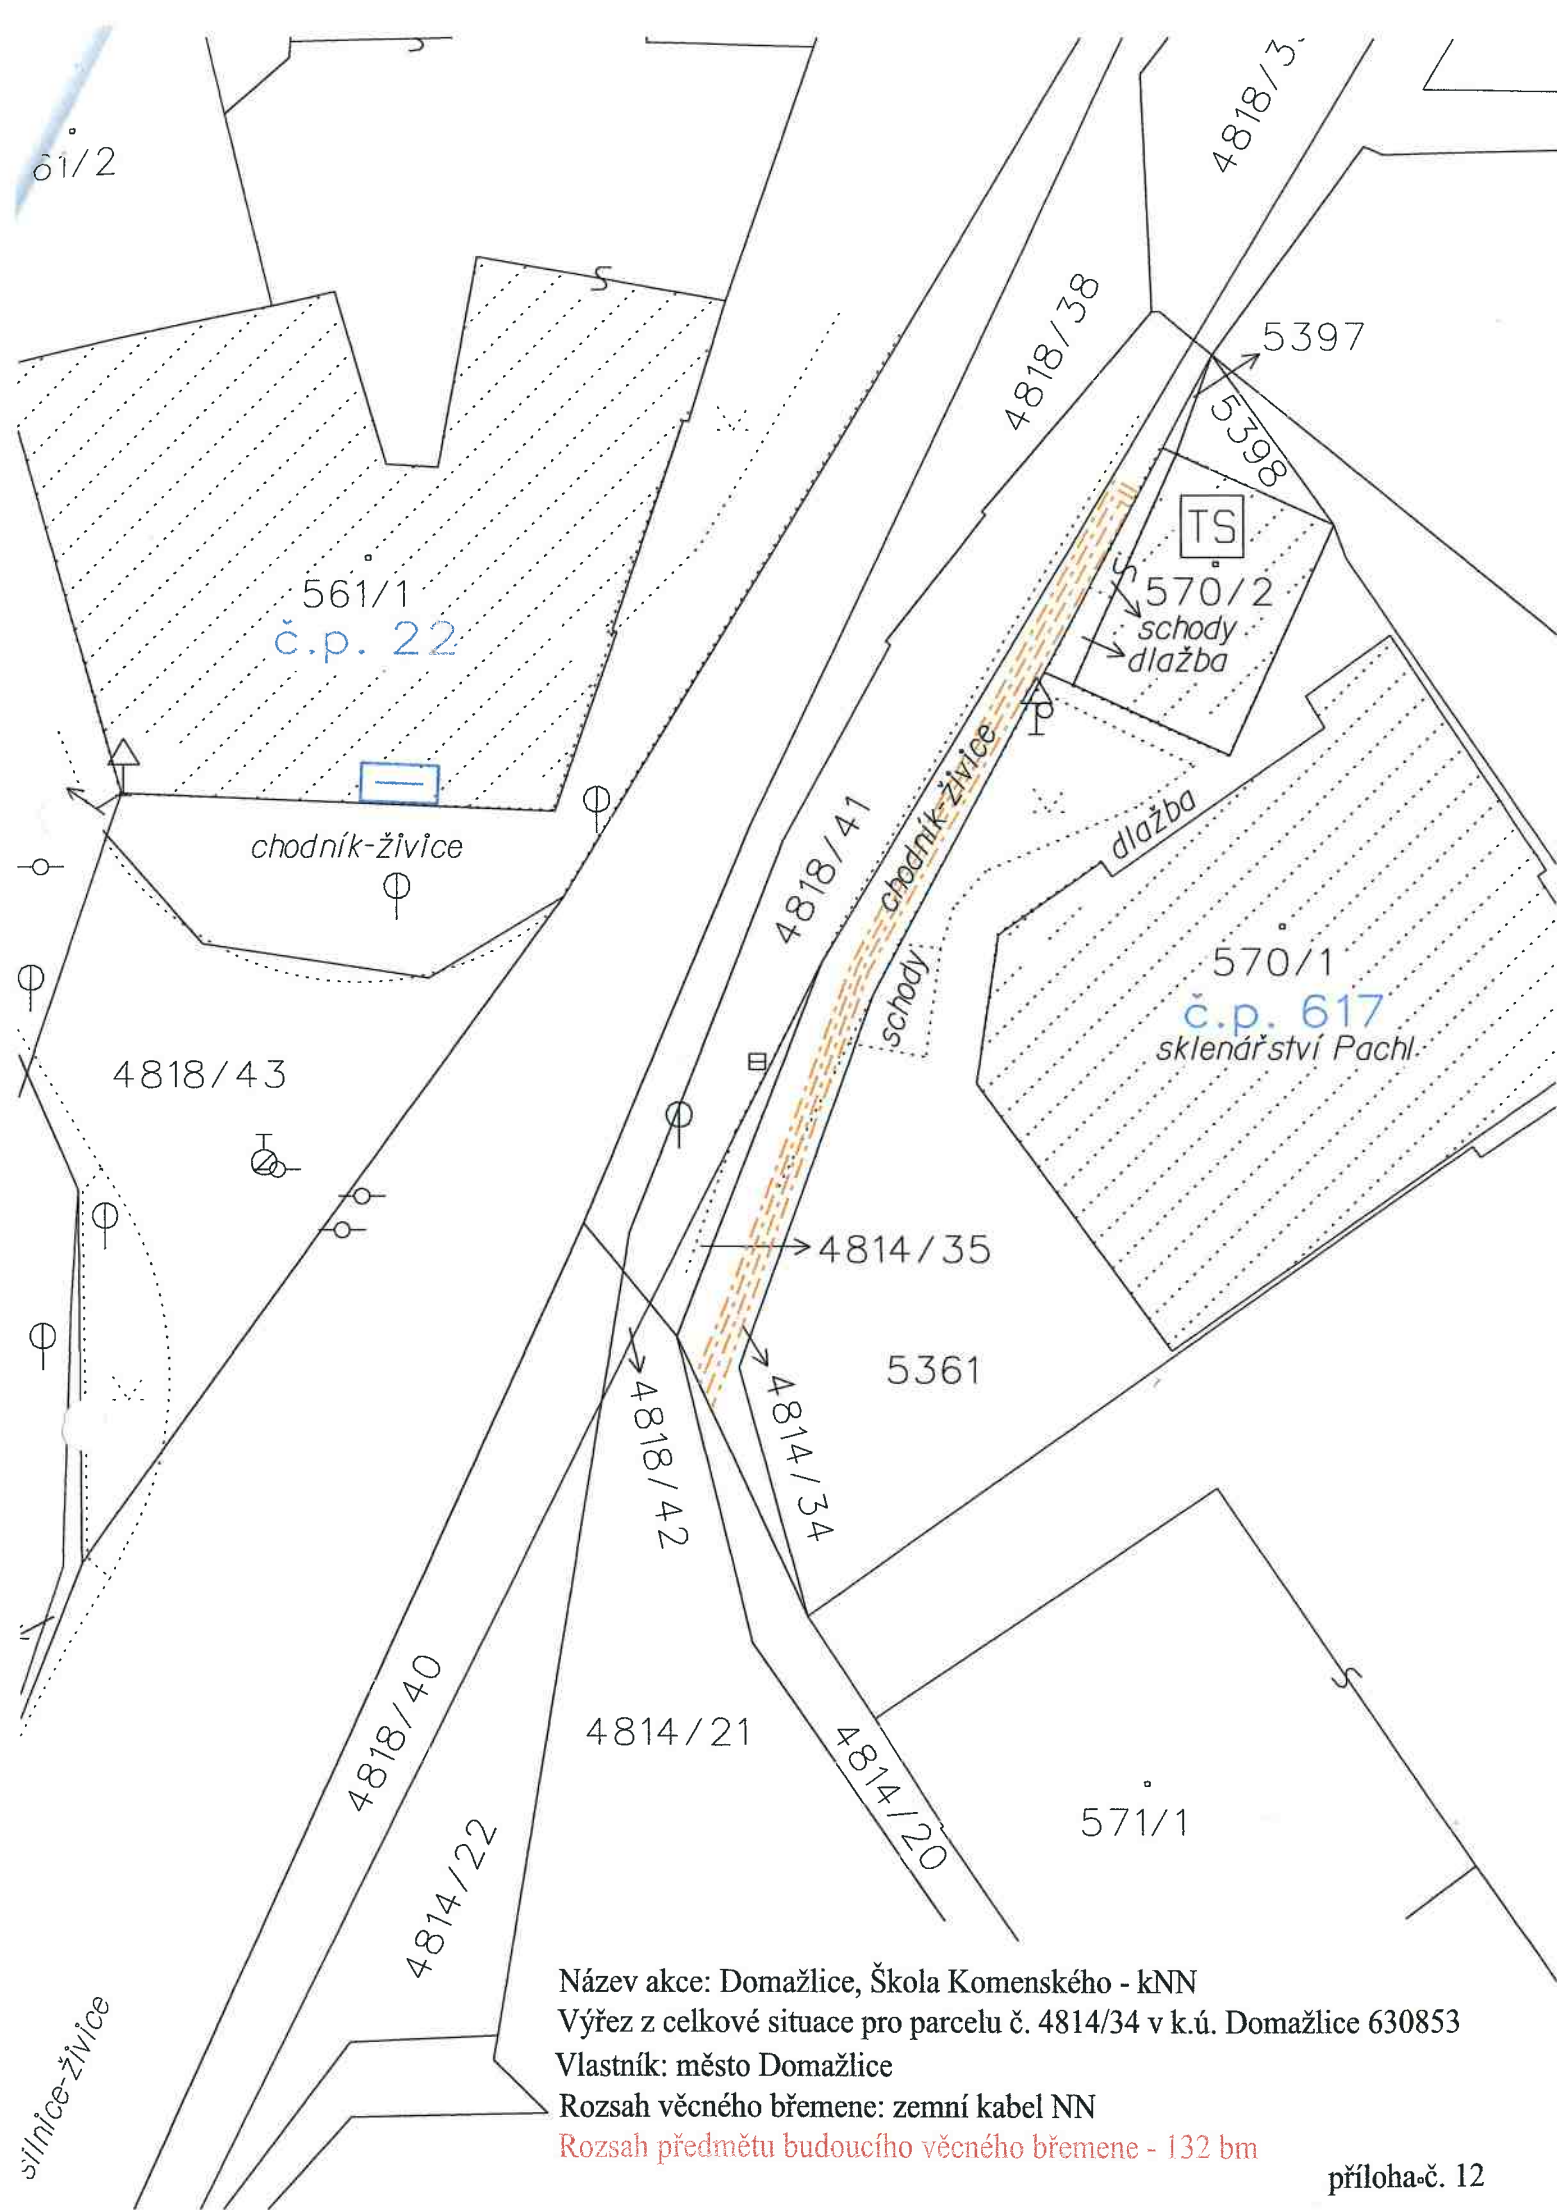 4818/3
61/2
4818/38
5397
5398
TS
561/1
č.p. 22
570/2
schody
dlažba
chodník-živice
dlažba
chodník-živice
4818/41
schody
570/1
č.p. 617
sklenářství Pachl
4818/43
4814/35
5361
4818/42
4814/34
4818/40
4814/21
4814/20
571/1
4814/22
silnice-živice
Název akce: Domažlice, Škola Komenského - kNN
Výřez z celkové situace pro parcelu č. 4814/34 v k.ú. Domažlice 630853
Vlastník: město Domažlice
Rozsah věcného břemene: zemní kabel NN
Rozsah předmětu budoucího věcného břemene - 132 bm
příloha č. 12